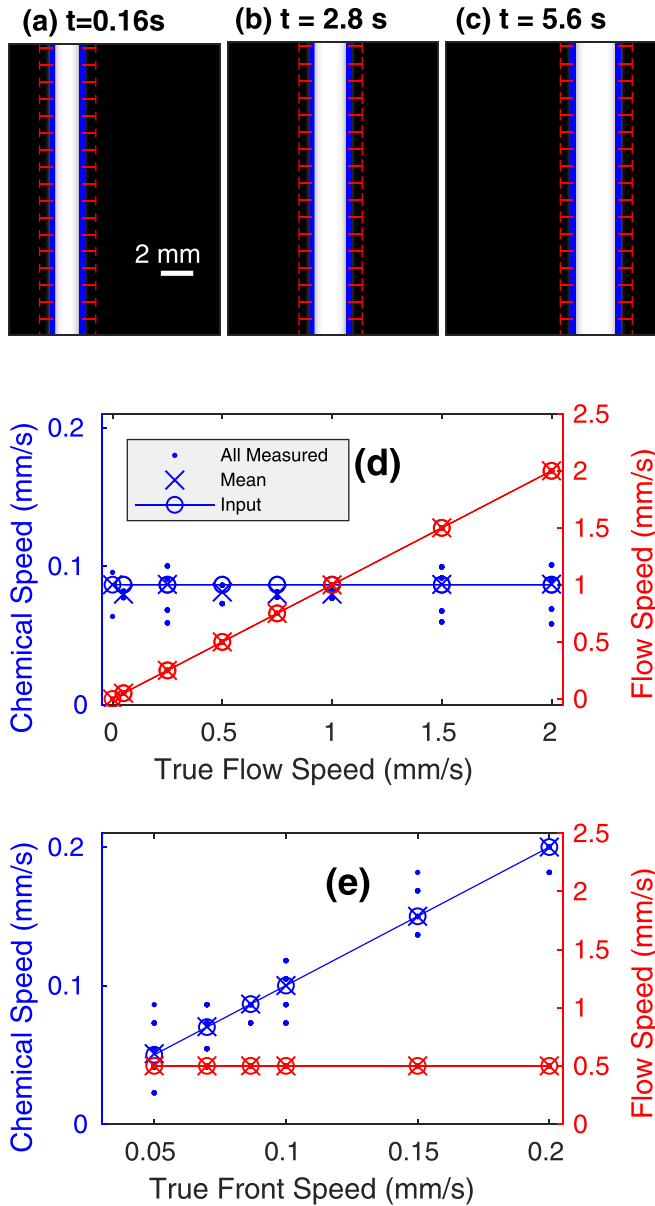 (a) t=0.16s
(b) t = 2.8 s
(c) t = 5.6 s
2 mm
(d)
All Measured
Mean
Input
Chemical Speed (mm/s)
0.2
0.1
0
Flow Speed (mm/s)
2.5
2
1.5
1
0.5
0
0 0.5 1 1.5 2
True Flow Speed (mm/s)
(e)
Chemical Speed (mm/s)
0.2
0.1
0
Flow Speed (mm/s)
2.5
2
1.5
1
0.5
0
0.05 0.1 0.15 0.2
True Front Speed (mm/s)